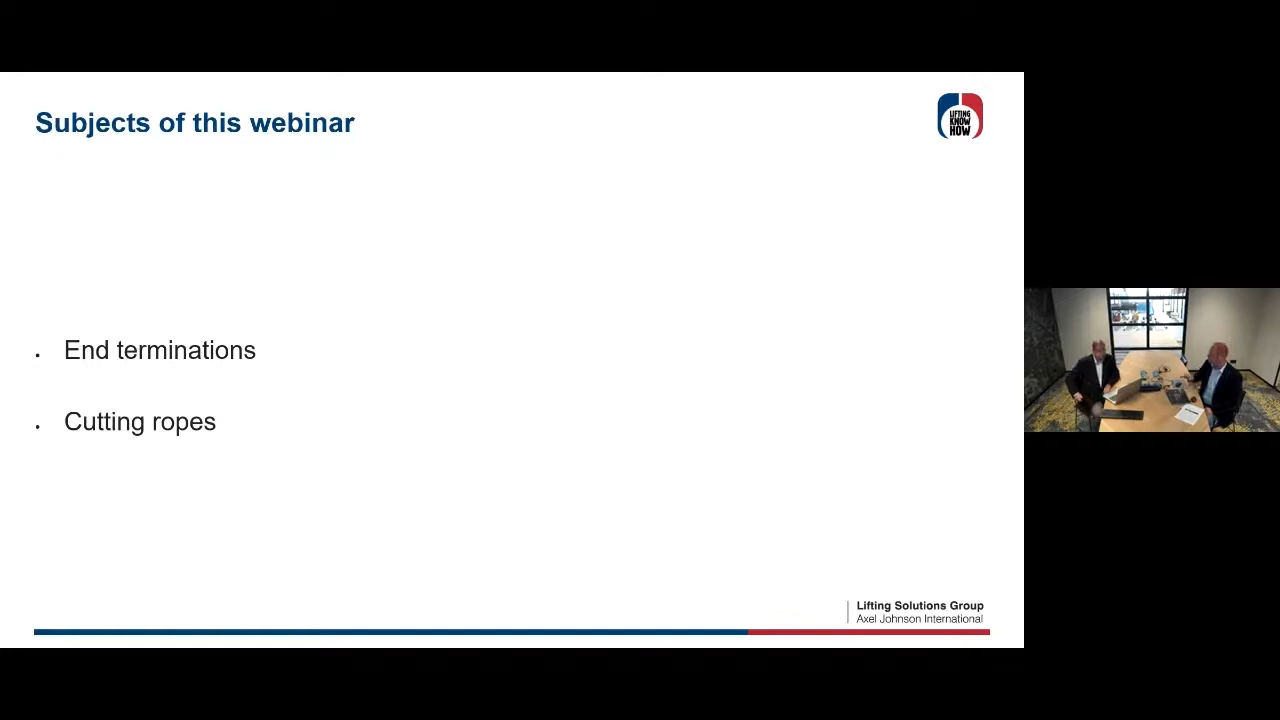 Subjects of this webinar
LIFTING
KNOW
HOW
• End terminations
• Cutting ropes
Lifting Solutions Group
Axel Johnson International